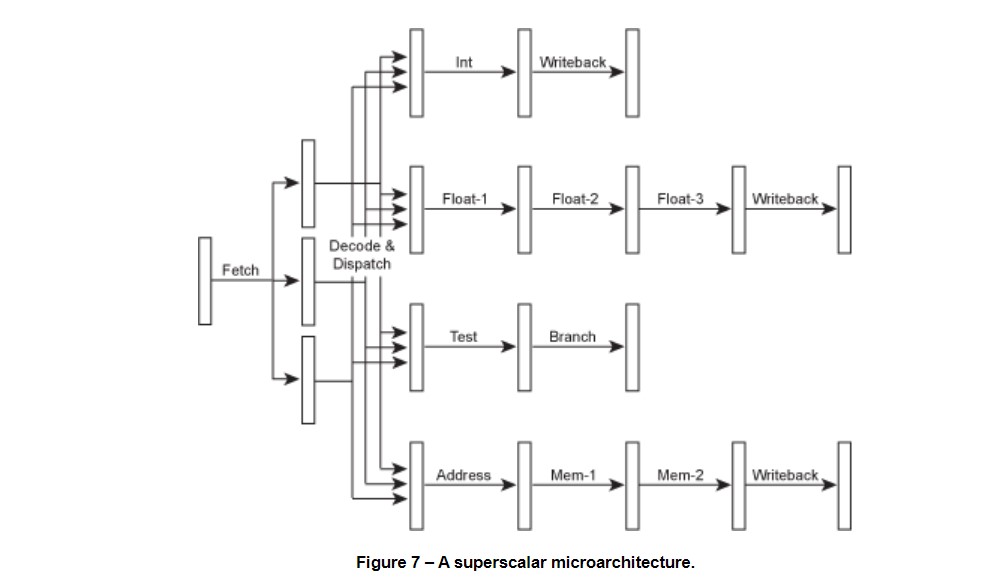 Int
Writeback
Float-1
Float-2
Float-3
Writeback
Decode &
Dispatch
Fetch
Test
Branch
Address
Mem-1
Mem-2
Writeback
Figure 7 – A superscalar microarchitecture.